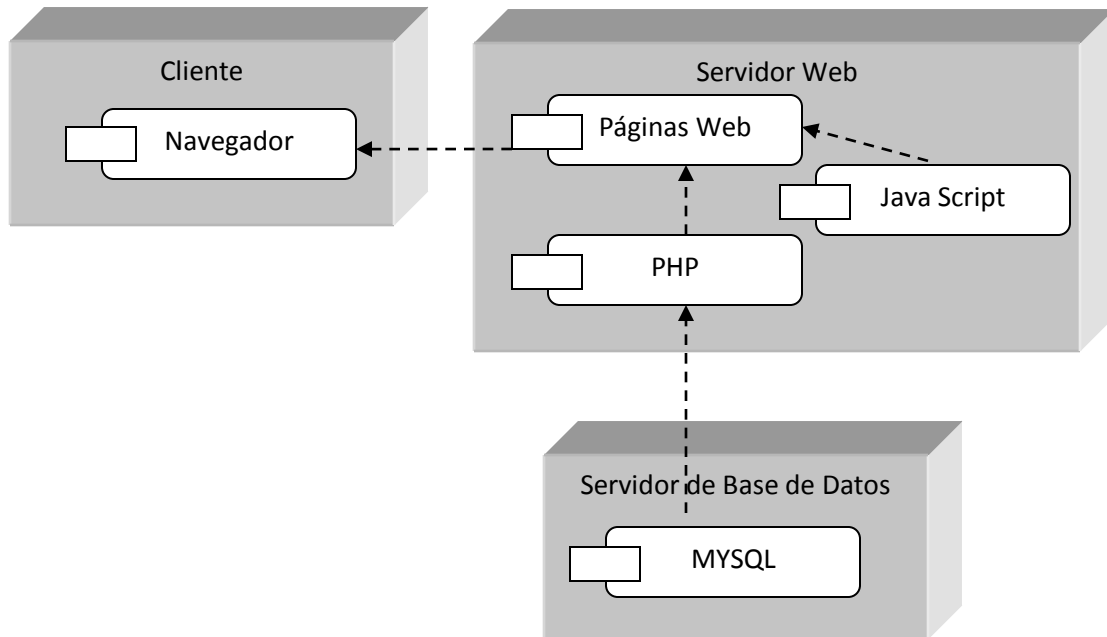 Cliente
Navegador
Servidor Web
Páginas Web
Java Script
PHP
Servidor de Base de Datos
MYSQL